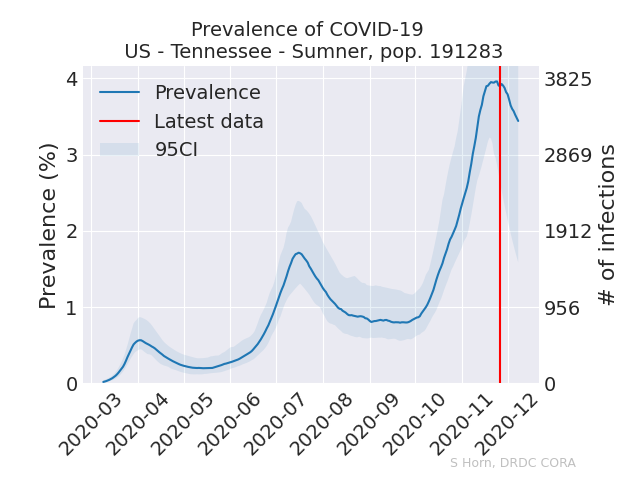 Prevalence of COVID-19
US - Tennessee - Sumner, pop. 191283
Prevalence
Latest data
95CI
Prevalence (%)
4
3
2
1
0
3825
2869
1912
956
0
# of infections
2020-03
2020-04
2020-05
2020-06
2020-07
2020-08
2020-09
2020-10
2020-11
2020-12
S Horn, DRDC CORA